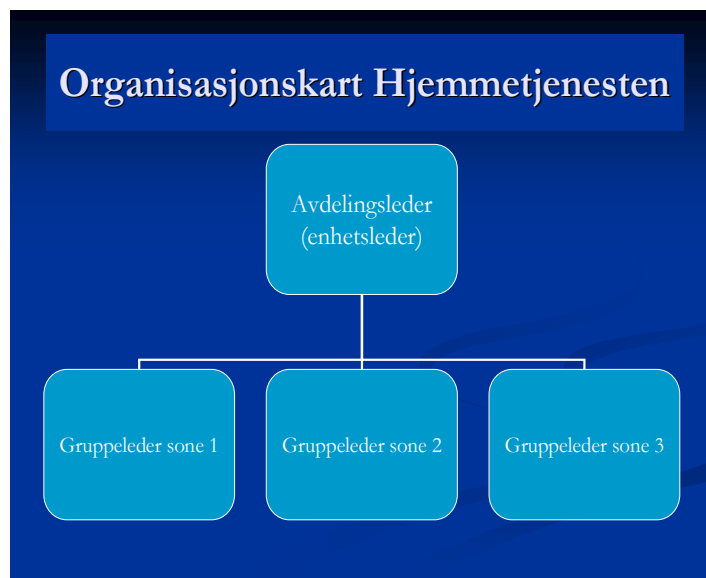 Organisasjonskart Hjemmetjenesten
Avdelingsleder
(enhetsleder)
Gruppeleder sone 1
Gruppeleder sone 2
Gruppeleder sone 3